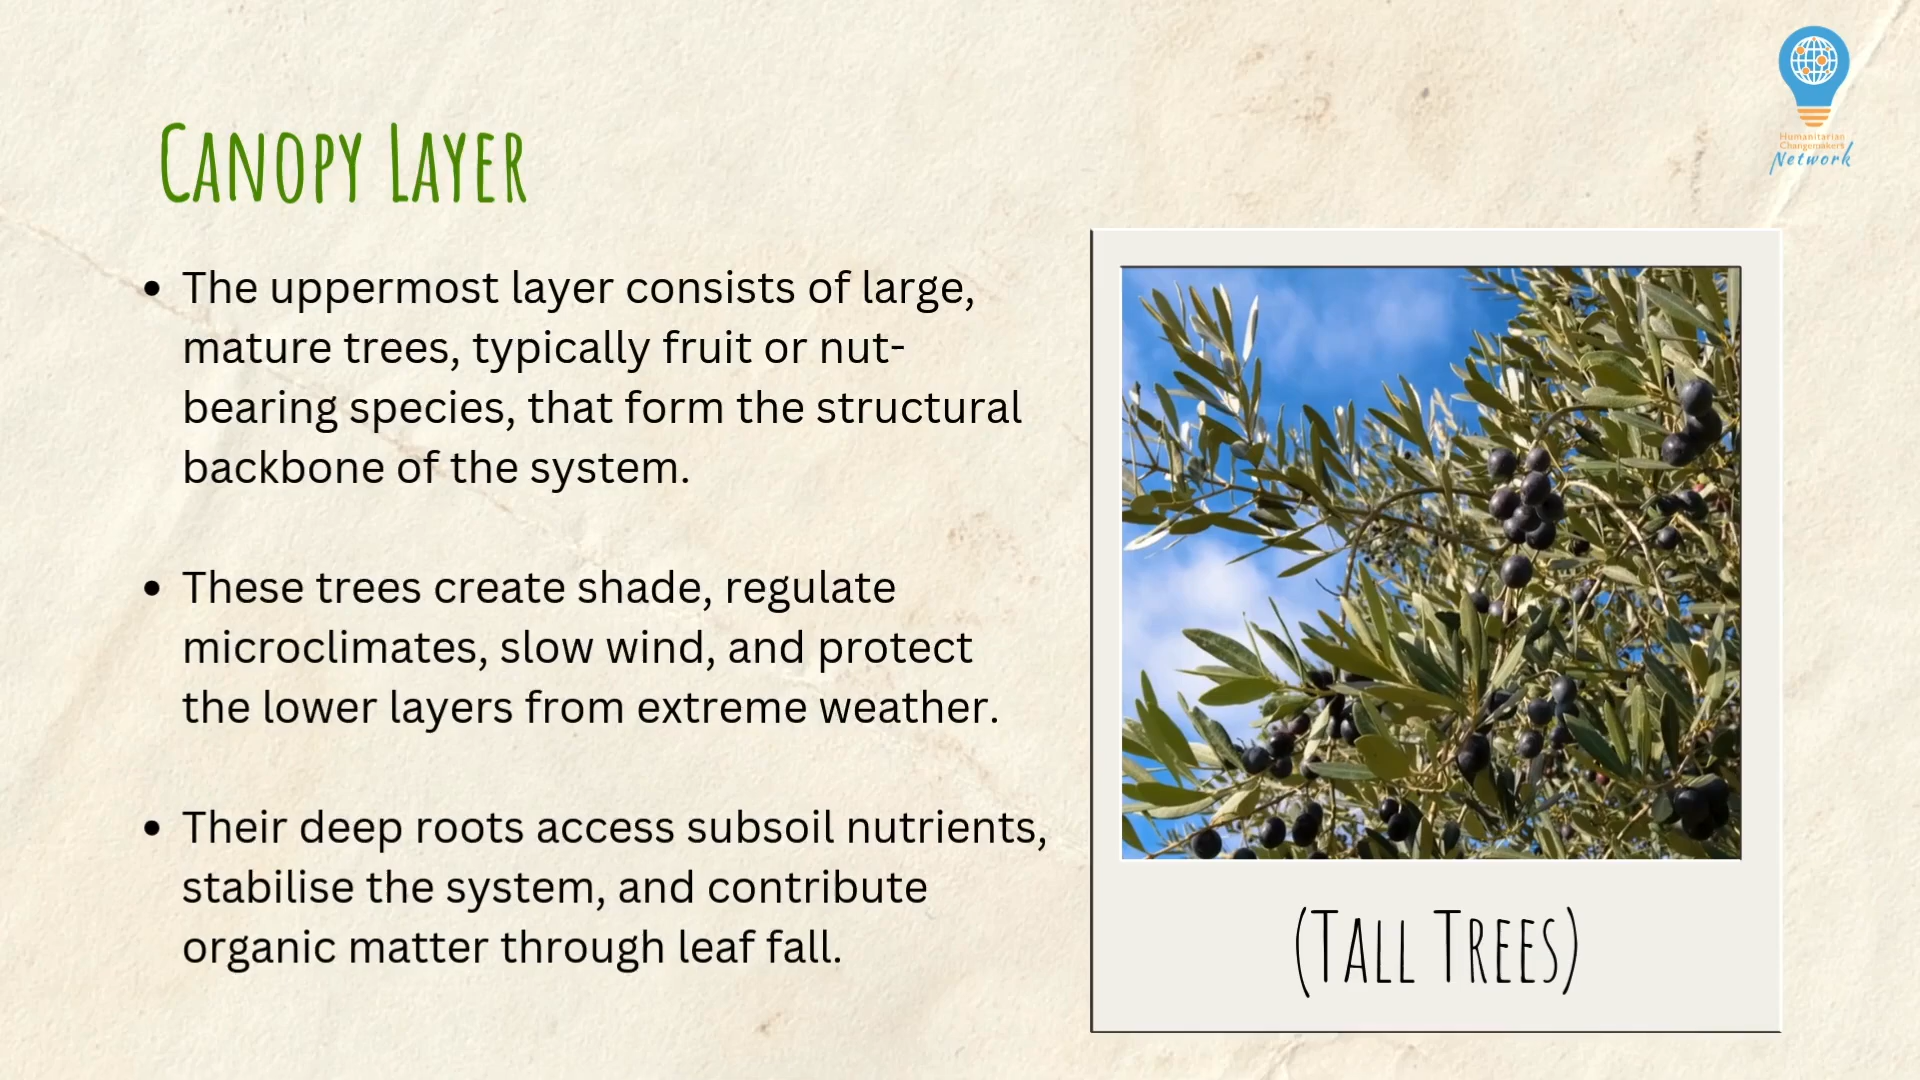 Humanitarian
Changemakers
Network
Canopy Layer
• The uppermost layer consists of large,
mature trees, typically fruit or nut-
bearing species, that form the structural
backbone of the system.
• These trees create shade, regulate
microclimates, slow wind, and protect
the lower layers from extreme weather.
• Their deep roots access subsoil nutrients,
stabilise the system, and contribute
organic matter through leaf fall.
(Tall Trees)